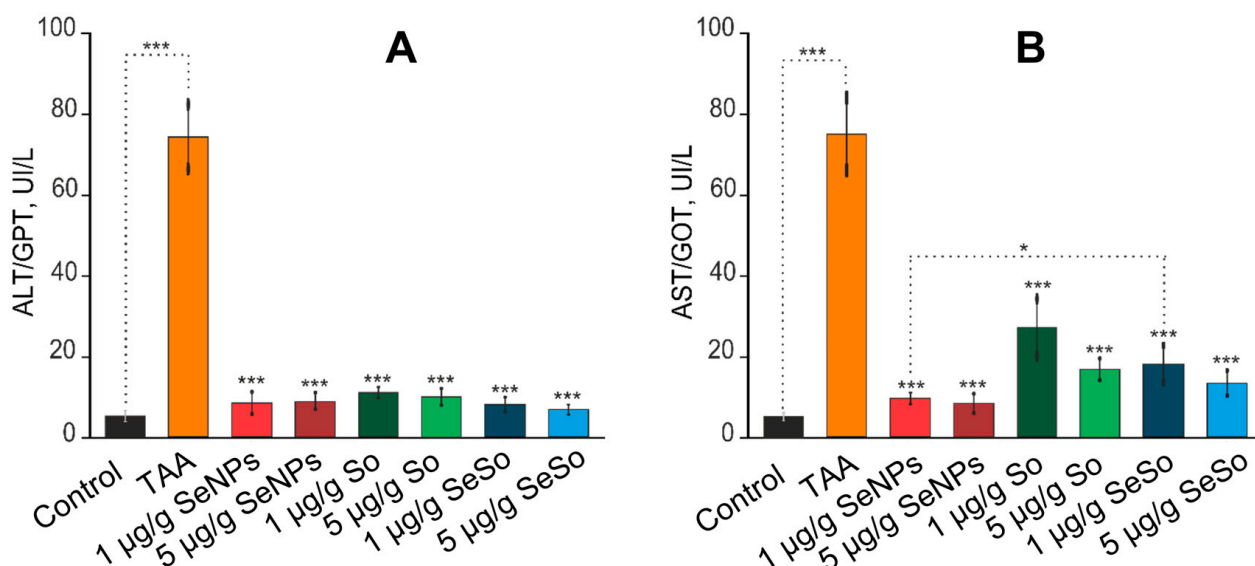 A
ALT/GPT, UI/L
100
80
60
40
20
0
***
***
***
***
***
***
***
Control
TAA
1 µg/g SeNPs
5 µg/g SeNPs
1 µg/g So
5 µg/g So
1 µg/g SeSo
5 µg/g SeSo
B
AST/GOT, UI/L
100
80
60
40
20
0
***
*
***
***
***
***
***
***
Control
TAA
1 µg/g SeNPs
5 µg/g SeNPs
1 µg/g So
5 µg/g So
1 µg/g SeSo
5 µg/g SeSo